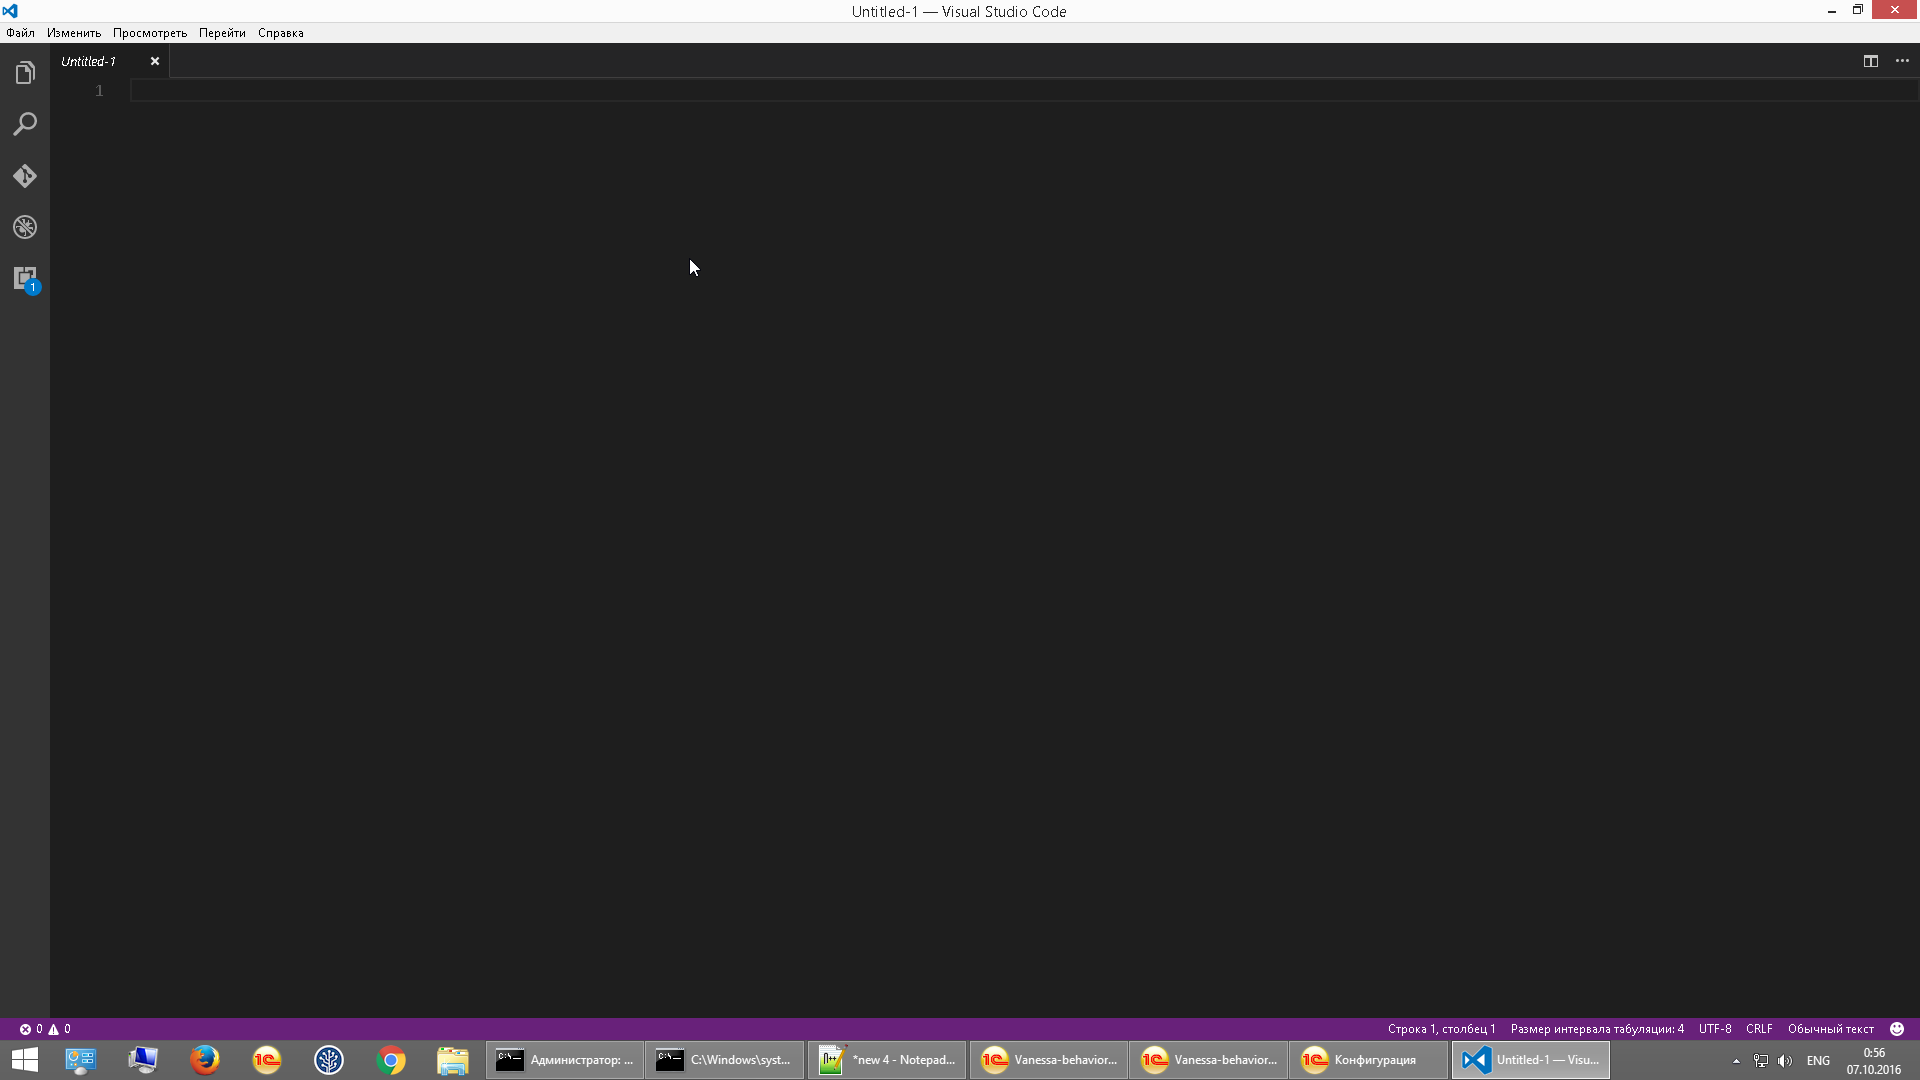 Untitled-1 — Visual Studio Code
Файл Изменить Просмотреть Перейти Справка
Untitled-1
1
1
0 0 Строка 1, столбец 1 Размер интервала табуляции: 4 UTF-8 CRLF Обычный текст
Администратор: ... C:\Windows\syst... *new 4 - Notepad... Vanessa-behavior... Vanessa-behavior... Конфигурация Untitled-1 — Visu... ENG
0:56
07.10.2016